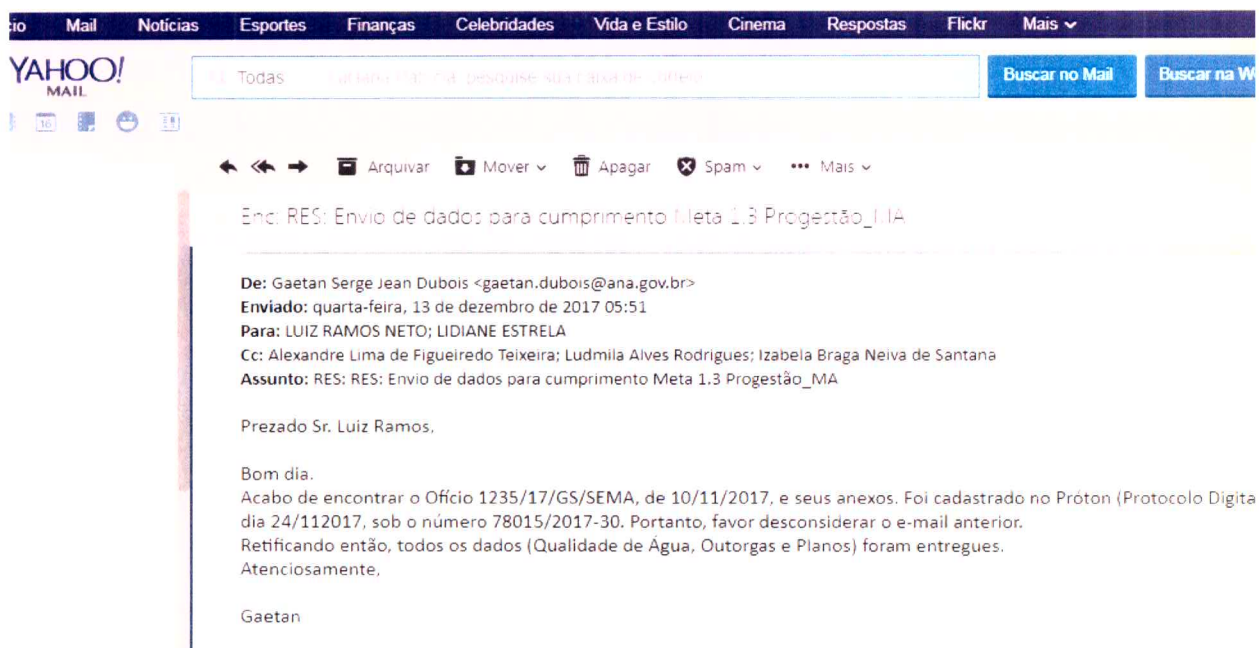 io Mail Notícias Esportes Finanças Celebridades Vida e Estilo Cinema Respostas Flickr Mais
YAHOO!
MAIL
Todas pesquise sua caixa de correio
Buscar no Mail
Buscar na W
16
Arquivar Mover Apagar Spam Mais
Enc: RES: Envio de dados para cumprimento Meta 1.3 Progestão_MA
De: Gaetan Serge Jean Dubois <gaetan.dubois@ana.gov.br>
Enviado: quarta-feira, 13 de dezembro de 2017 05:51
Para: LUIZ RAMOS NETO; LIDIANE ESTRELA
Cc: Alexandre Lima de Figueiredo Teixeira; Ludmila Alves Rodrigues; Izabela Braga Neiva de Santana
Assunto: RES: RES: Envio de dados para cumprimento Meta 1.3 Progestão_MA
Prezado Sr. Luiz Ramos,
Bom dia.
Acabo de encontrar o Ofício 1235/17/GS/SEMA, de 10/11/2017, e seus anexos. Foi cadastrado no Próton (Protocolo Digita
dia 24/112017, sob o número 78015/2017-30. Portanto, favor desconsiderar o e-mail anterior.
Retificando então, todos os dados (Qualidade de Água, Outorgas e Planos) foram entregues.
Atenciosamente,
Gaetan